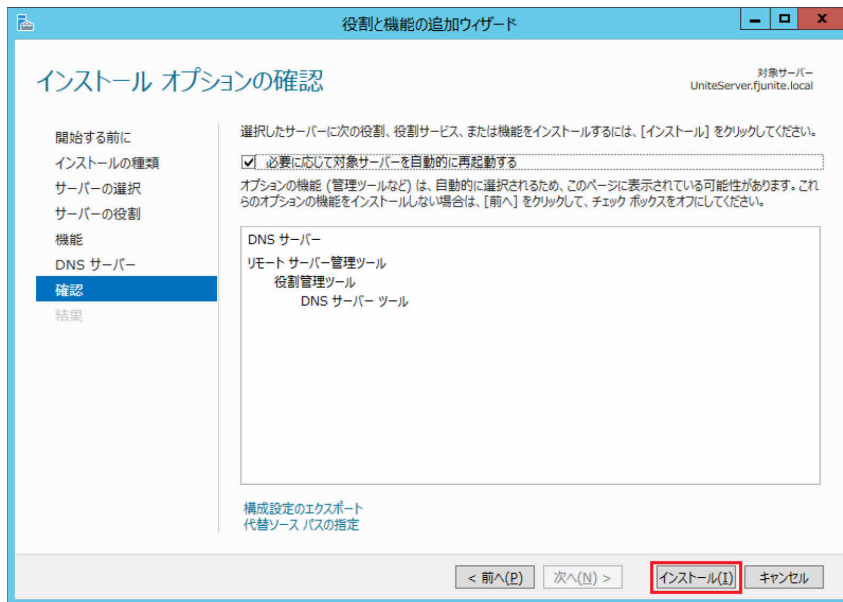 役割と機能の追加ウィザード
インストール オプションの確認
対象サーバー
UniteServer.fjunite.local
開始する前に
インストールの種類
サーバーの選択
サーバーの役割
機能
DNS サーバー
確認
結果
選択したサーバーに次の役割、役割サービス、または機能をインストールするには、[インストール] をクリックしてください。
必要に応じて対象サーバーを自動的に再起動する
オプションの機能 (管理ツールなど) は、自動的に選択されるため、このページに表示されている可能性があります。これ
らのオプションの機能をインストールしない場合は、[前へ] をクリックして、チェック ボックスをオフにしてください。
DNS サーバー
リモート サーバー管理ツール
役割管理ツール
DNS サーバー ツール
構成設定のエクスポート
代替ソース パスの指定
< 前へ(P)
次へ(N) >
インストール(I)
キャンセル